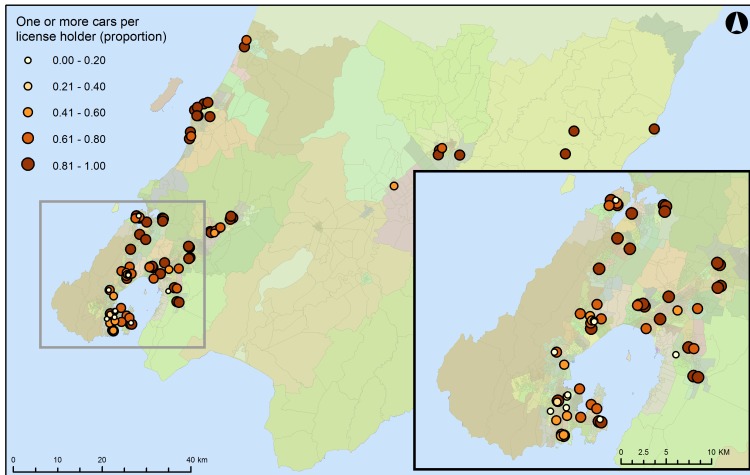 One or more cars per
license holder (proportion)
0.00 - 0.20
0.21 - 0.40
0.41 - 0.60
0.61 - 0.80
0.81 - 1.00
0 10 20 40 km
0 2.5 5 10 KM